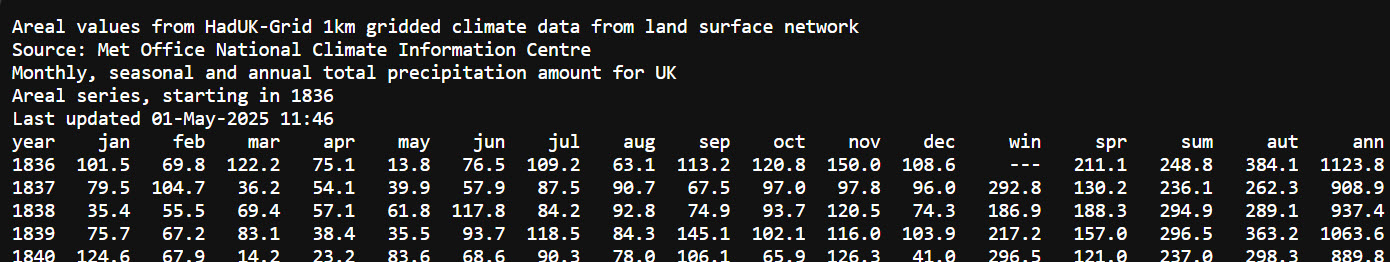 Areal values from HadUK-Grid 1km gridded climate data from land surface network
Source: Met Office National Climate Information Centre
Monthly, seasonal and annual total precipitation amount for UK
Areal series, starting in 1836
Last updated 01-May-2025 11:46
year jan feb mar apr may jun jul aug sep oct nov dec win spr sum aut ann
1836 101.5 69.8 122.2 75.1 13.8 76.5 109.2 63.1 113.2 120.8 150.0 108.6 --- 211.1 248.8 384.1 1123.8
1837 79.5 104.7 36.2 54.1 39.9 57.9 87.5 90.7 67.5 97.0 97.8 96.0 292.8 130.2 236.1 262.3 908.9
1838 35.4 55.5 69.4 57.1 61.8 117.8 84.2 92.8 74.9 93.7 120.5 74.3 186.9 188.3 294.9 289.1 937.4
1839 75.7 67.2 83.1 38.4 35.5 93.7 118.5 84.3 145.1 102.1 116.0 103.9 217.2 157.0 296.5 363.2 1063.6
1840 124.6 67.9 14.2 23.2 83.6 68.6 90.3 78.0 106.1 65.9 126.3 41.0 296.5 121.0 237.0 298.3 889.8